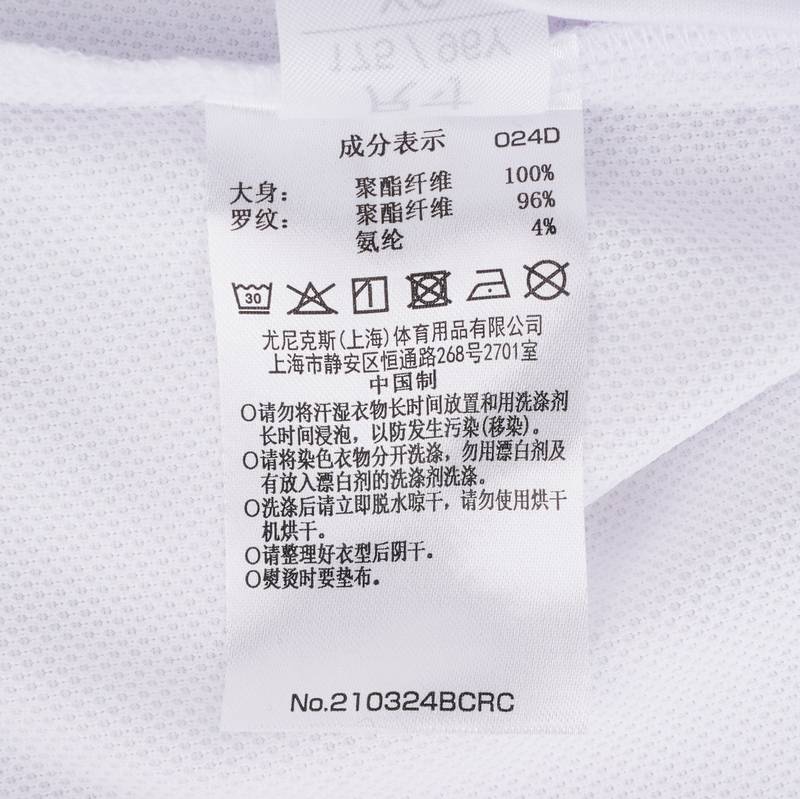 XO
175 / 96Y
尺寸
成分表示 024D
大身： 聚酯纤维 100%
罗纹： 聚酯纤维 96%
氨纶 4%
30
尤尼克斯(上海)体育用品有限公司
上海市静安区恒通路268号2701室
中国制
○请勿将汗湿衣物长时间放置和用洗涤剂
长时间浸泡，以防发生污染(移染)。
○请将染色衣物分开洗涤，勿用漂白剂及
有放入漂白剂的洗涤剂洗涤。
○洗涤后请立即脱水晾干，请勿使用烘干
机烘干。
○请整理好衣型后阴干。
○熨烫时要垫布。
No.210324BCRC